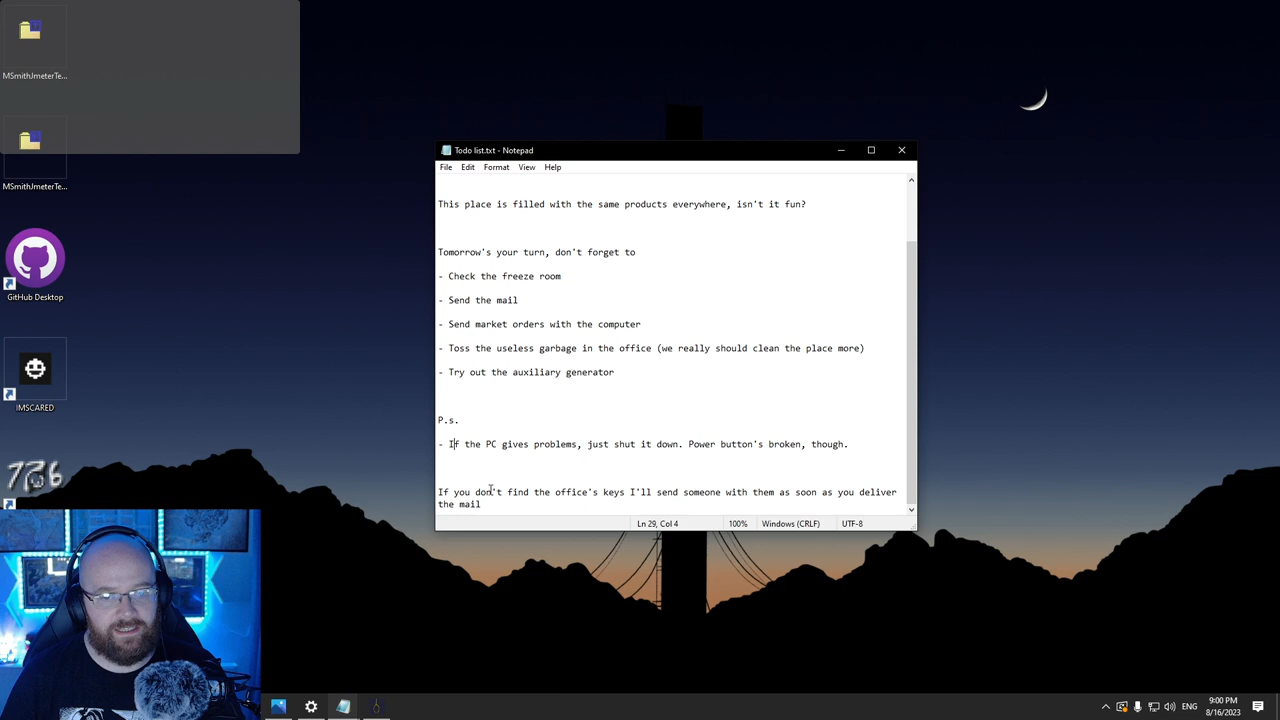 MSmithJmeterTe...
MSmithJmeterTe...
GitHub Desktop
IMSCARED
Todo list.txt - Notepad
File Edit Format View Help
This place is filled with the same products everywhere, isn't it fun?
Tomorrow's your turn, don't forget to
- Check the freeze room
- Send the mail
- Send market orders with the computer
- Toss the useless garbage in the office (we really should clean the place more)
- Try out the auxiliary generator
P.s.
- If the PC gives problems, just shut it down. Power button's broken, though.
If you don't find the office's keys I'll send someone with them as soon as you deliver
the mail
Ln 29, Col 4 100% Windows (CRLF) UTF-8
ENG
9:00 PM
8/16/2023